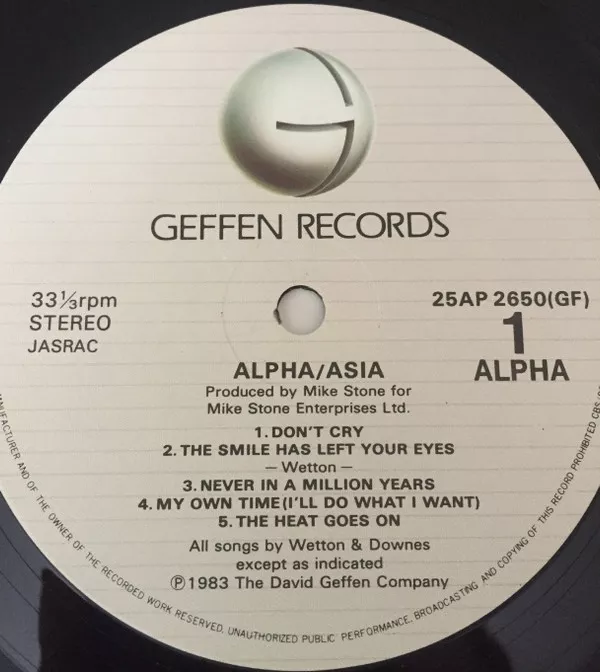 GEFFEN RECORDS
33⅓rpm
STEREO
JASRAC
25AP 2650(GF)
1
ALPHA
ALPHA/ASIA
Produced by Mike Stone for
Mike Stone Enterprises Ltd.
1.DON'T CRY
2.THE SMILE HAS LEFT YOUR EYES
— Wetton —
3.NEVER IN A MILLION YEARS
4.MY OWN TIME(I'LL DO WHAT I WANT)
5.THE HEAT GOES ON
All songs by Wetton & Downes
except as indicated
Ⓟ1983 The David Geffen Company
AND OF THE OWNER OF THE RECORDED WORK RESERVED, UNAUTHORIZED PUBLIC PERFORMANCE, BROADCASTING AND COPYING OF THIS RECORD PROHIBITED